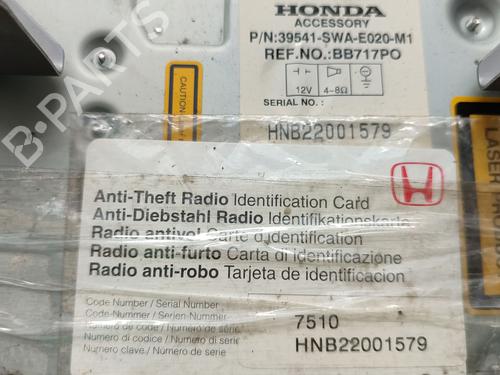 HONDA
ACCESSORY
P/N:39541-SWA-E020-M1
REF.NO.:BB717PO
12V 4-8Ω
SERIAL NO.:
HNB22001579
CAUTION
LASER
B-PARTS
Anti-Theft Radio Identification Card
Anti-Diebstahl Radio Identifikationskarte
Radio antivol Carte d'identification
Radio anti-furto Carta di identificazione
Radio anti-robo Tarjeta de identificacion
Code Number / Serial Number
Code-Nummer / Serien-Nummer
Numéro de code / Numéro de série
Numero di codice / Numero di serie
Numero clave / Numero de serie
7510
HNB22001579